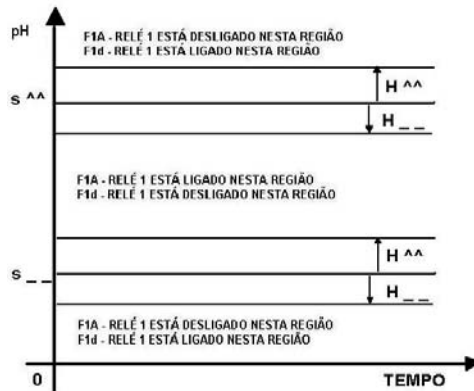 pH
F1A - RELÉ 1 ESTÁ DESLIGADO NESTA REGIÃO
F1d - RELÉ 1 ESTÁ LIGADO NESTA REGIÃO
H ^^
S ^^
H _ _
F1A - RELÉ 1 ESTÁ LIGADO NESTA REGIÃO
F1d - RELÉ 1 ESTÁ DESLIGADO NESTA REGIÃO
H ^^
S _ _
H _ _
F1A - RELÉ 1 ESTÁ DESLIGADO NESTA REGIÃO
F1d - RELÉ 1 ESTÁ LIGADO NESTA REGIÃO
0
TEMPO